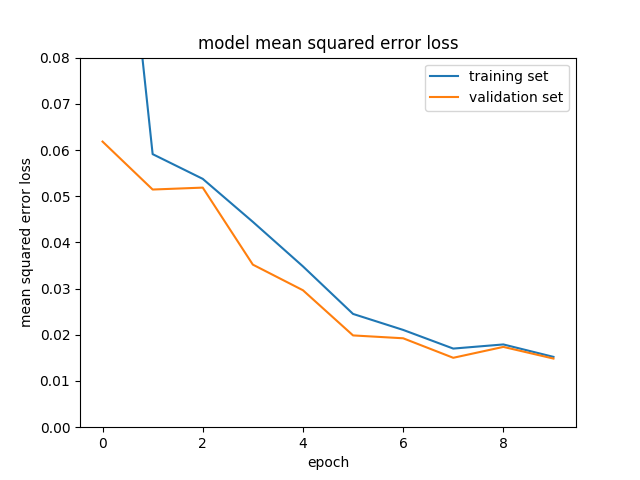 model mean squared error loss
training set
validation set
0.08
0.07
0.06
0.05
0.04
0.03
0.02
0.01
0.00
mean squared error loss
0 2 4 6 8
epoch